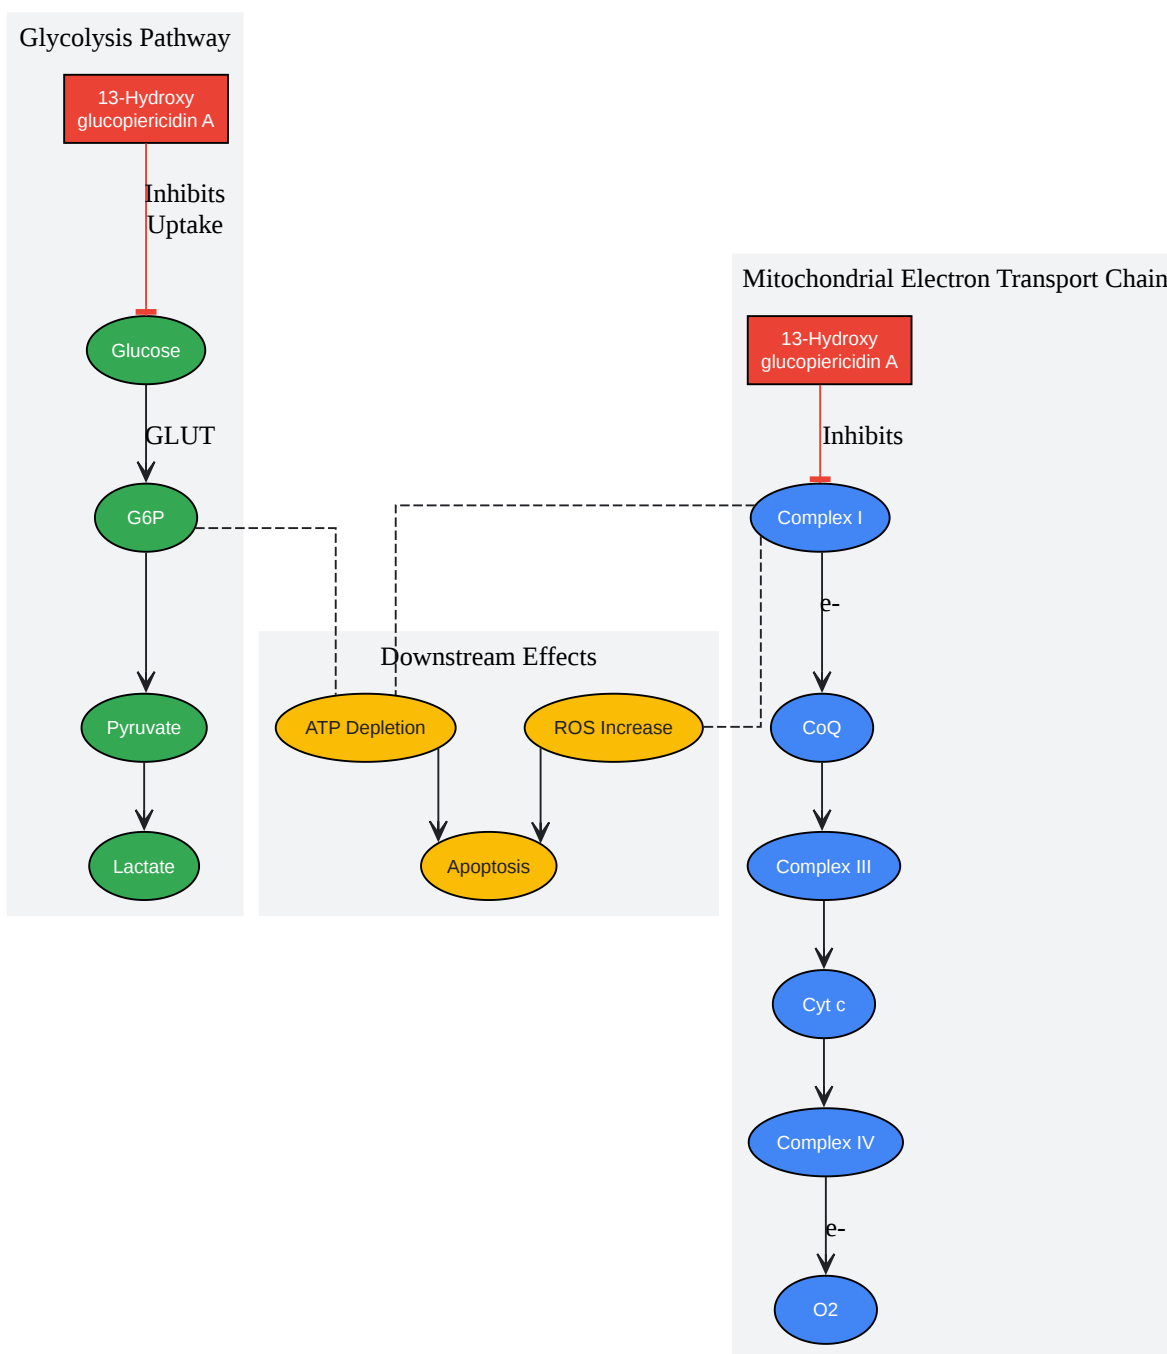 Glycolysis Pathway
13-Hydroxy
glucopiericidin A
Inhibits
Uptake
Glucose
GLUT
G6P
Pyruvate
Lactate
Downstream Effects
ATP Depletion
ROS Increase
Apoptosis
Mitochondrial Electron Transport Chain
13-Hydroxy
glucopiericidin A
Inhibits
Complex I
e-
CoQ
Complex III
Cyt c
Complex IV
e-
O2